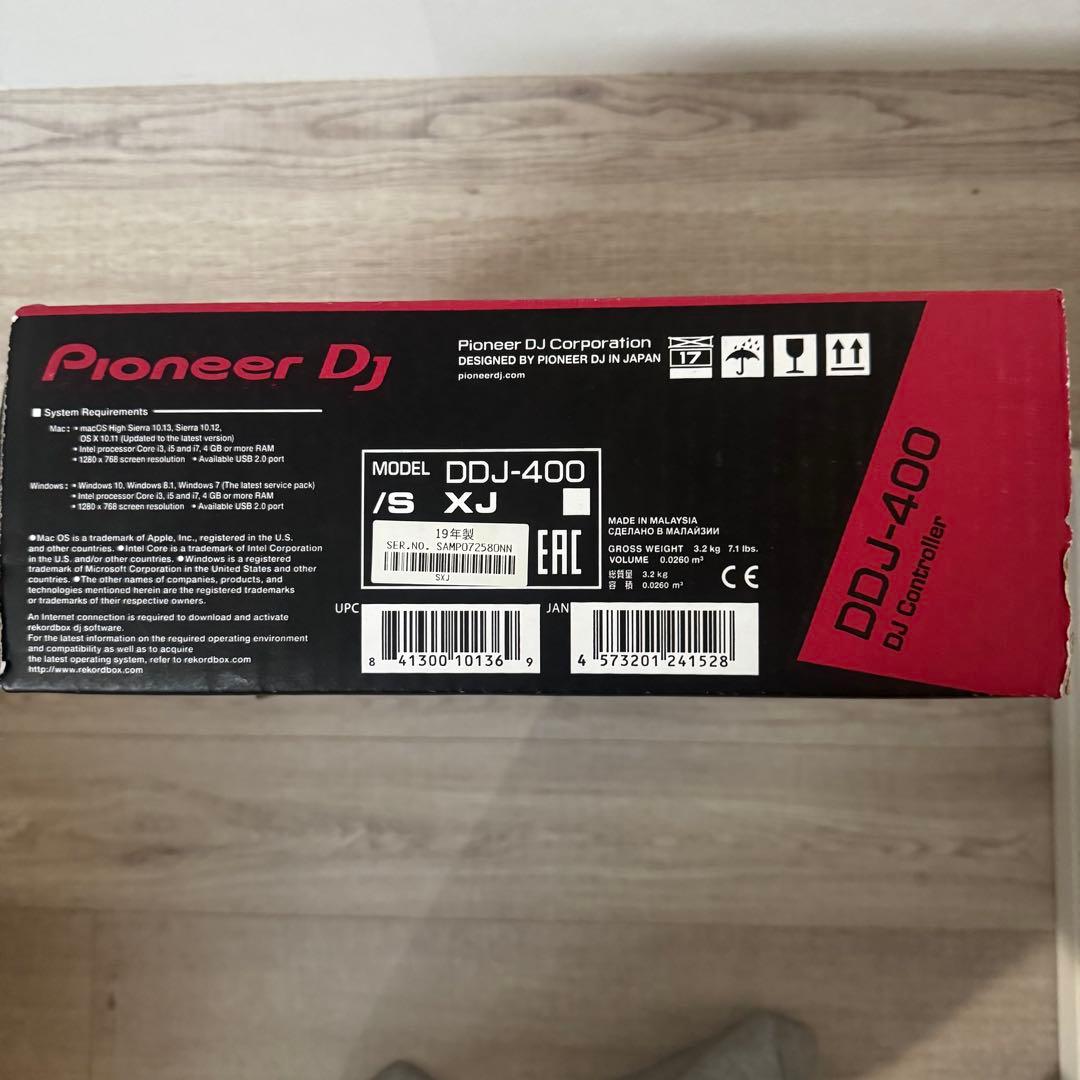 Pioneer Dj
Pioneer DJ Corporation
DESIGNED BY PIONEER DJ IN JAPAN
pioneerdj.com
17
■ System Requirements
Mac: • macOS High Sierra 10.13, Sierra 10.12,
OS X 10.11 (Updated to the latest version)
• Intel processor Core i3, i5 and i7, 4 GB or more RAM
• 1280 x 768 screen resolution • Available USB 2.0 port
Windows: • Windows 10, Windows 8.1, Windows 7 (The latest service pack)
• Intel processor Core i3, i5 and i7, 4 GB or more RAM
• 1280 x 768 screen resolution • Available USB 2.0 port
●Mac OS is a trademark of Apple, Inc., registered in the U.S.
and other countries. ●Intel Core is a trademark of Intel Corporation
in the U.S. and/or other countries. ●Windows is a registered
trademark of Microsoft Corporation in the United States and other
countries. ●The other names of companies, products, and
technologies mentioned herein are the registered trademarks
or trademarks of their respective owners.
An Internet connection is required to download and activate
rekordbox dj software.
For the latest information on the required operating environment
and compatibility as well as to acquire
the latest operating system, refer to rekordbox.com
http://www.rekordbox.com
MODEL DDJ-400
/S XJ
19年製
SER.NO. SAMP072580NN
SXJ
EAC
MADE IN MALAYSIA
СДЕЛАНО В МАЛАЙЗИИ
GROSS WEIGHT 3.2 kg 7.1 lbs.
VOLUME 0.0260 m³
総質量 3.2 kg
容 積 0.0260 m³
CE
UPC
8 41300 10136 9
JAN
4 573201 241528
DDJ-400
DJ Controller